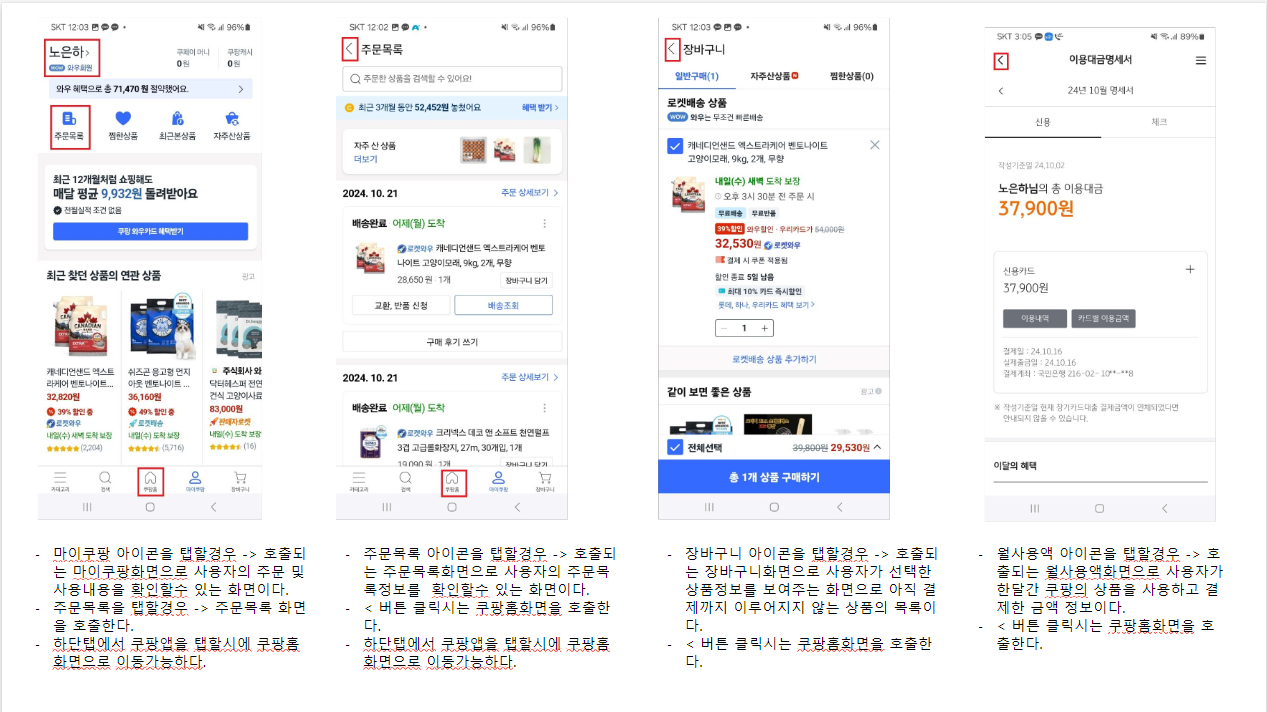 SKT 12:03
96%
노은하 >
WOW 와우회원
쿠페이 머니
0원
쿠팡캐시
0원
와우 혜택으로 총 71,470 원 절약했어요.
주문목록
찜한상품
최근본상품
자주산상품
최근 12개월처럼 쇼핑해도
매달 평균 9,932원 돌려받아요
전월실적 조건 없음
쿠팡 와우카드 혜택받기
최근 찾던 상품의 연관 상품
광고
캐네디언샌드 엑스트
라케어 벤토나이트...
32,820원
39% 할인 중
로켓와우
내일(수) 새벽 도착 보장
(2,204)
쉬즈곤 응고형 먼지
아웃 벤토나이트 ...
36,160원
49% 할인 중
로켓배송
내일(수) 도착 보장
(5,716)
주식회사 와
닥터헤스퍼 전연
건식 고양이사료
83,000원
판매자로켓
내일(수) 도착 보장
(16)
카테고리
검색
쿠팡홈
마이쿠팡
장바구니
SKT 12:02
96%
주문목록
주문한 상품을 검색할 수 있어요!
최근 3개월 동안 52,452원 놓쳤어요
혜택 받기 >
자주 산 상품
더보기
2024. 10. 21
주문 상세보기 >
배송완료 어제(월) 도착
로켓와우 캐네디언샌드 엑스트라케어 벤토
나이트 고양이모래, 9kg, 2개, 무향
28,650 원 · 1개
장바구니 담기
교환, 반품 신청
배송조회
구매 후기 쓰기
2024. 10. 21
주문 상세보기 >
배송완료 어제(월) 도착
로켓와우 크리넥스 데코 앤 소프트 천연펄프
3겹 고급롤화장지, 27m, 30개입, 1개
19,090 원 · 1개
장바구니 담기
카테고리
검색
쿠팡홈
마이쿠팡
장바구니
SKT 12:03
96%
장바구니
일반구매(1)
자주산상품 N
찜한상품(0)
로켓배송 상품
WOW 와우는 무조건 빠른배송
캐네디언샌드 엑스트라케어 벤토나이트
고양이모래, 9kg, 2개, 무향
내일(수) 새벽 도착 보장
오후 3시 30분 전 주문 시
무료배송 무료반품
39%할인 와우할인 · 우리카드가 54,000원
32,530원 로켓와우
결제 시 쿠폰 적용됨
할인 종료 5일 남음
최대 10% 카드 즉시할인
롯데, 하나, 우리카드 혜택 보기 >
1
로켓배송 상품 추가하기
같이 보면 좋은 상품
광고
전체선택
39,800원 29,530원
총 1개 상품 구매하기
SKT 3:05
89%
이용대금명세서
24년 10월 명세서
신용
체크
작성기준일 24.10.02
노은하님의 총 이용대금
37,900원
신용카드
37,900원
이용내역
카드별 이용금액
결제일 : 24.10.16
실제출금일 : 24.10.16
결제계좌 : 국민은행 216-02-10**-**8
※ 작성기준일 현재 장기카드대출 결제금액이 연체되었다면
안내되지 않을 수 있습니다.
이달의 혜택
- 마이쿠팡 아이콘을 탭할경우 -> 호출되
는 마이쿠팡화면으로 사용자의 주문 및
사용내용을 확인할수 있는 화면이다.
- 주문목록을 탭할경우 -> 주문목록 화면
을 호출한다.
- 하단탭에서 쿠팡앱을 탭할시에 쿠팡홈
화면으로 이동가능하다.
- 주문목록 아이콘을 탭할경우 -> 호출되
는 주문목록화면으로 사용자의 주문목
록정보를 확인할수 있는 화면이다.
- < 버튼 클릭시는 쿠팡홈화면을 호출한
다.
- 하단탭에서 쿠팡앱을 탭할시에 쿠팡홈
화면으로 이동가능하다.
- 장바구니 아이콘을 탭할경우 -> 호출되
는 장바구니화면으로 사용자가 선택한
상품정보를 보여주는 화면으로 아직 결
제까지 이루어지지 않는 상품의 목록이
다.
- < 버튼 클릭시는 쿠팡홈화면을 호출한
다.
- 월사용액 아이콘을 탭할경우 -> 호
출되는 월사용액화면으로 사용자가
한달간 쿠팡의 상품을 사용하고 결
제한 금액 정보이다.
- < 버튼 클릭시는 쿠팡홈화면을 호
출한다.